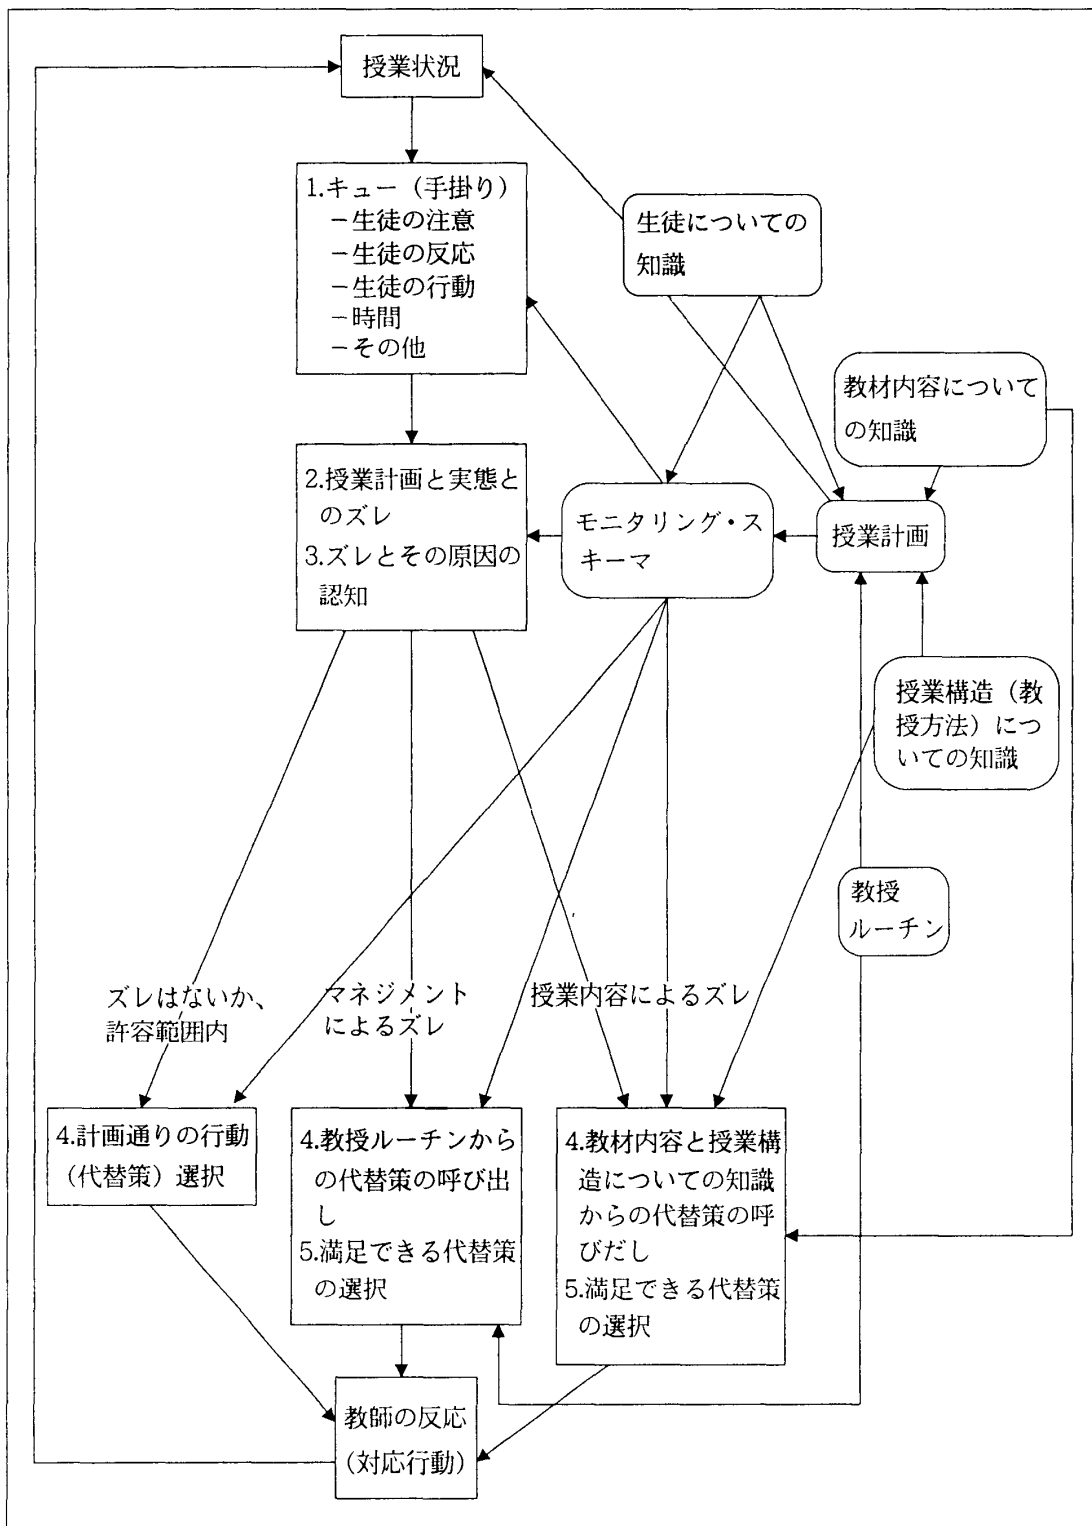 授業状況
1.キュー（手掛り）
－生徒の注意
－生徒の反応
－生徒の行動
－時間
－その他
生徒についての
知識
教材内容について
の知識
2.授業計画と実態と
のズレ
3.ズレとその原因の
認知
モニタリング・ス
キーマ
授業計画
授業構造（教
授方法）につ
いての知識
教授
ルーチン
ズレはないか、
許容範囲内
マネジメント
によるズレ
授業内容によるズレ
4.計画通りの行動
（代替策）選択
4.教授ルーチンから
の代替策の呼び出
し
5.満足できる代替策
の選択
4.教材内容と授業構
造についての知識
からの代替策の呼
びだし
5.満足できる代替策
の選択
教師の反応
（対応行動）